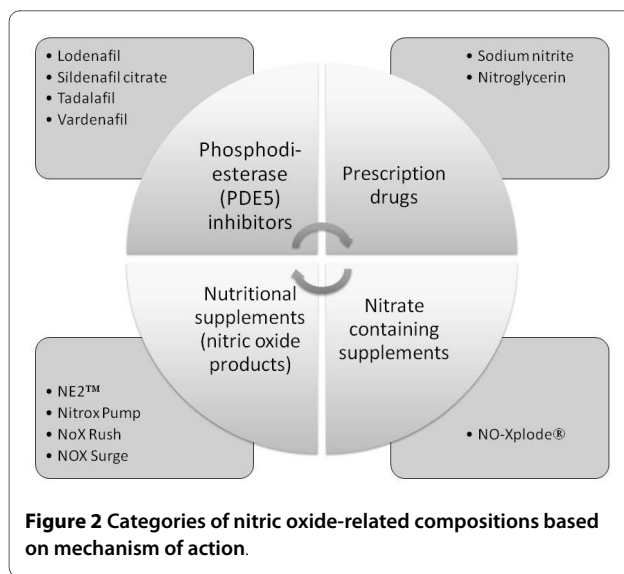 • Lodenafil
• Sildenafil citrate
• Tadalafil
• Vardenafil
• Sodium nitrite
• Nitroglycerin
Phosphodi-
esterase
(PDE5)
inhibitors
Prescription
drugs
Nutritional
supplements
(nitric oxide
products)
Nitrate
containing
supplements
• NE2™
• Nitrox Pump
• NoX Rush
• NOX Surge
• NO-Xplode®
Figure 2 Categories of nitric oxide-related compositions based
on mechanism of action.